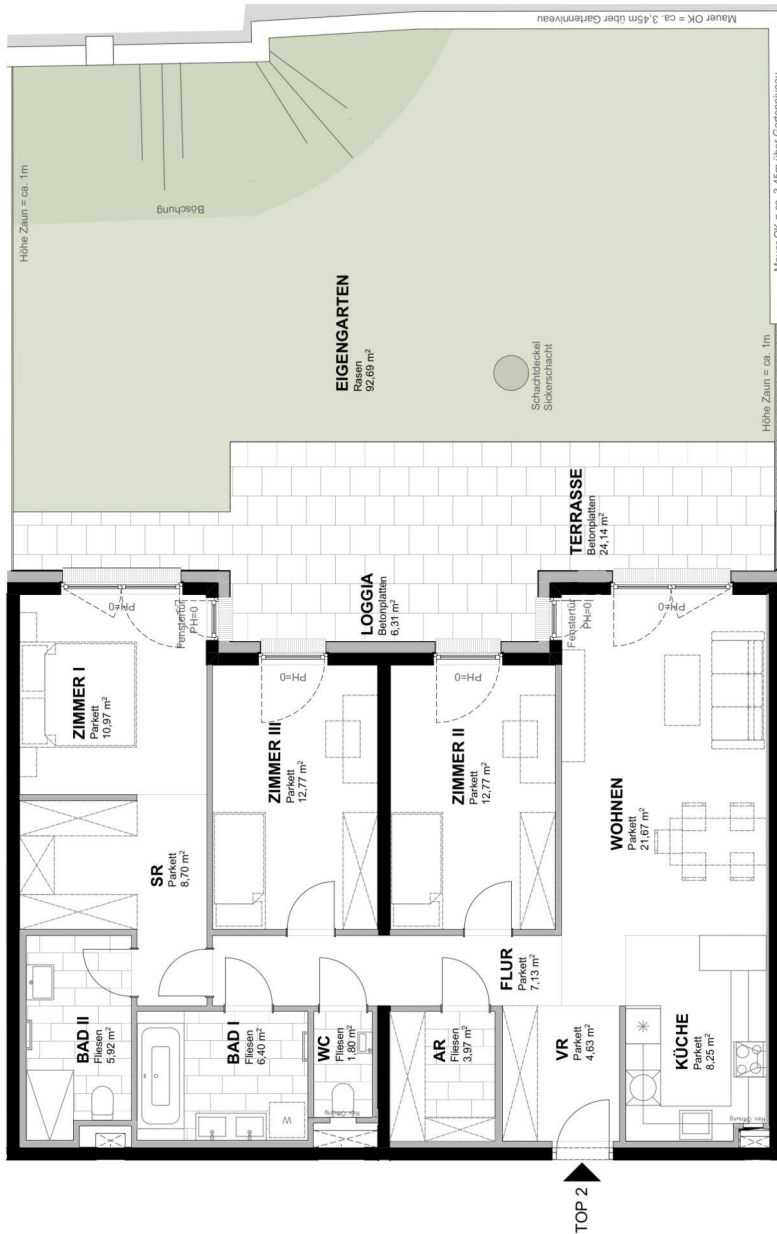 Mauer OK = ca. 3,45m über Gartenniveau
Höhe Zaun = ca. 1m
Böschung
EIGENGARTEN
Rasen
92,69 m²
Schachtdeckel
Sickerschacht
Mauer OK = ca. 3,45m über Gartenniveau
Höhe Zaun = ca. 1m
TERRASSE
Betonplatten
24,14 m²
LOGGIA
Betonplatten
6,31 m²
PH=0
Fenstertür
PH=0
PH=0
PH=0
Fenstertür
PH=0
PH=0
ZIMMER I
Parkett
10,97 m²
ZIMMER III
Parkett
12,77 m²
ZIMMER II
Parkett
12,77 m²
WOHNEN
Parkett
21,67 m²
SR
Parkett
8,70 m²
FLUR
Parkett
7,13 m²
BAD II
Fliesen
5,92 m²
BAD I
Fliesen
6,40 m²
W
WC
Fliesen
1,80 m²
Rev. Öffnung
AR
Fliesen
3,97 m²
VR
Parkett
4,63 m²
KÜCHE
Parkett
8,25 m²
Rev. Öffnung
TOP 2